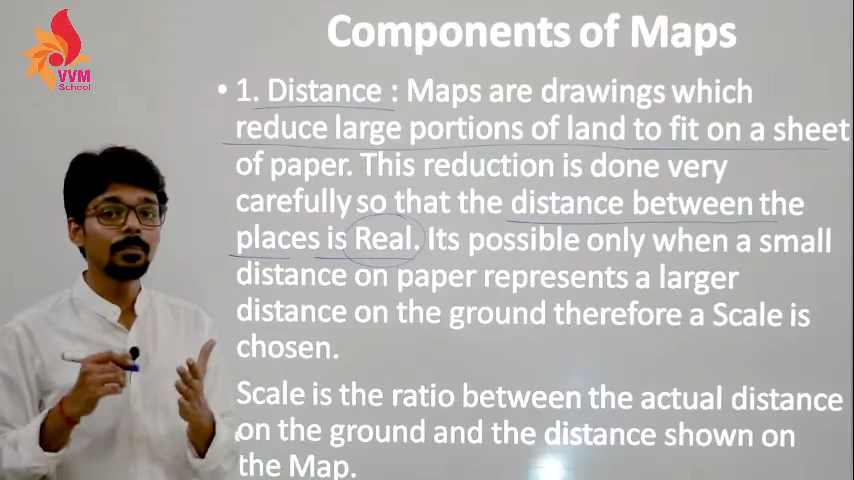 VVM
School
Components of Maps
• 1. Distance : Maps are drawings which
reduce large portions of land to fit on a sheet
of paper. This reduction is done very
carefully so that the distance between the
places is Real. Its possible only when a small
distance on paper represents a larger
distance on the ground therefore a Scale is
chosen.
Scale is the ratio between the actual distance
on the ground and the distance shown on
the Map.